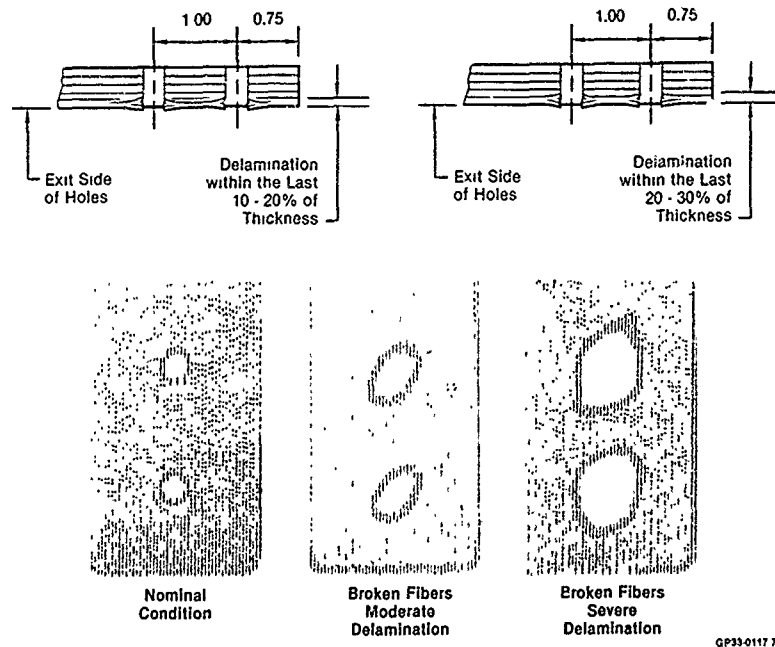 1 00
0.75
1.00
0.75
Exit Side
of Holes
Delamination
within the Last
10 - 20% of
Thickness
Exit Side
of Holes
Delamination
within the Last
20 - 30% of
Thickness
Nominal
Condition
Broken Fibers
Moderate
Delamination
Broken Fibers
Severe
Delamination
GP33-0117 7